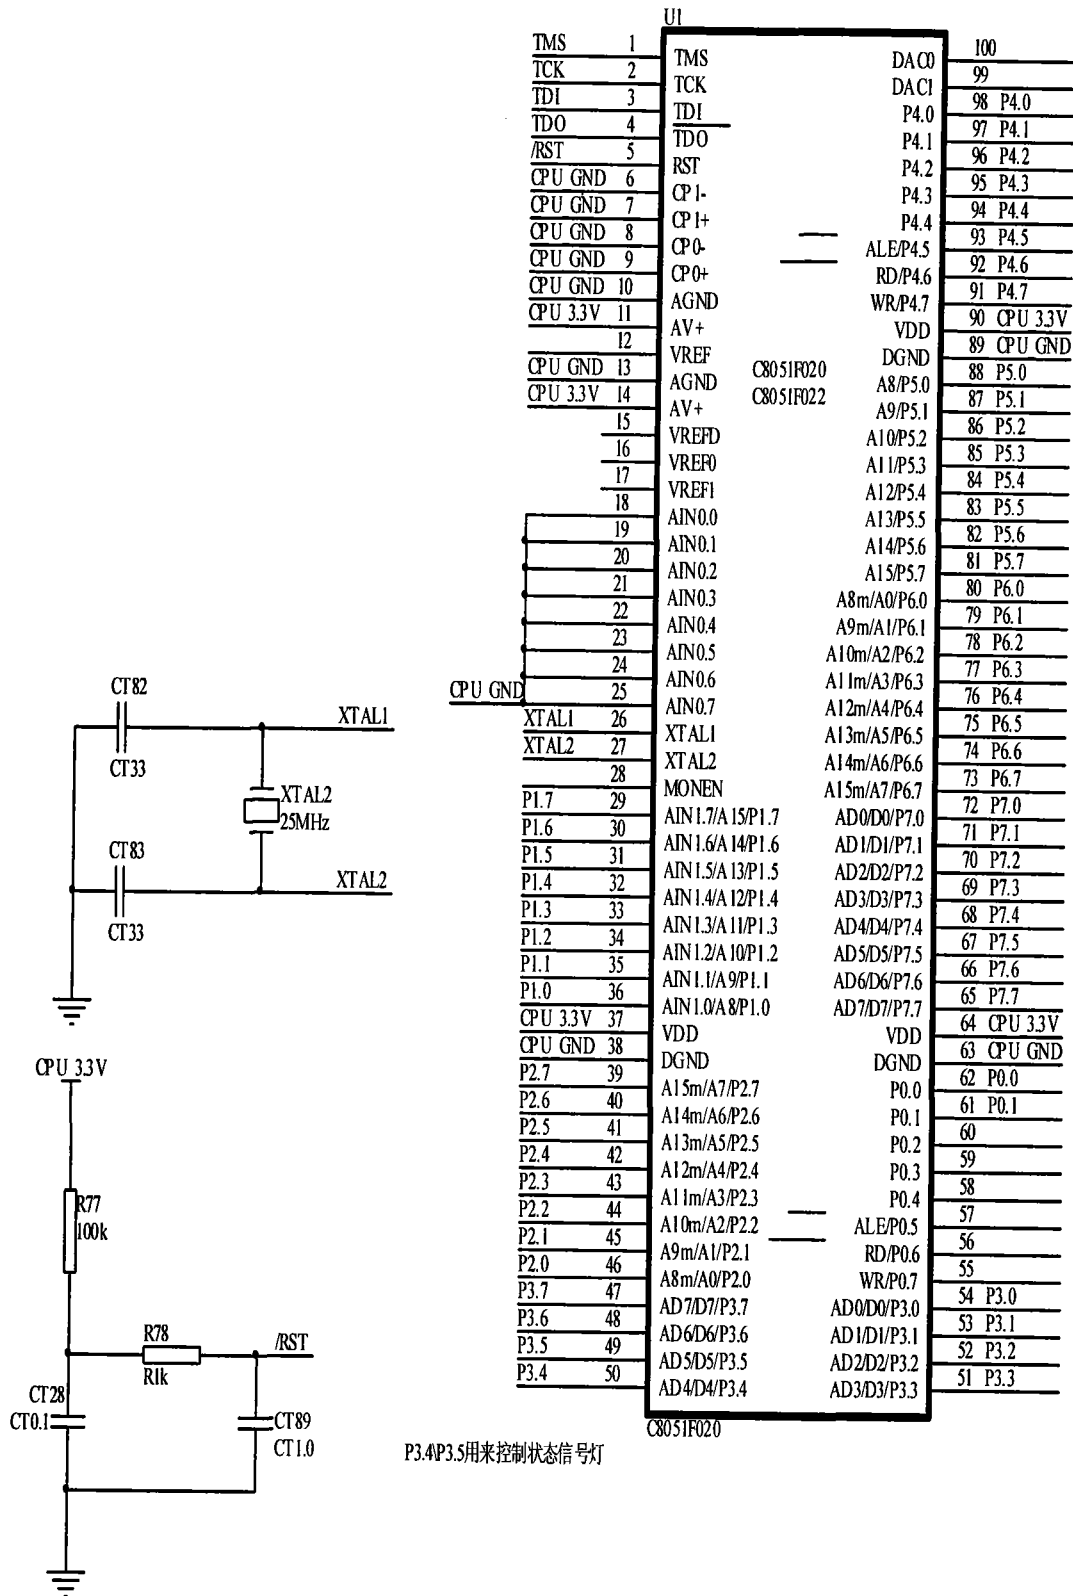 U1
TMS 1 TMS DAC0 100
TCK 2 TCK DAC1 99
TDI 3 TDI P4.0 98 P4.0
TDO 4 TDO P4.1 97 P4.1
/RST 5 RST P4.2 96 P4.2
CPU GND 6 CP1- P4.3 95 P4.3
CPU GND 7 CP1+ P4.4 94 P4.4
CPU GND 8 CP0- ALE/P4.5 93 P4.5
CPU GND 9 CP0+ RD/P4.6 92 P4.6
CPU GND 10 AGND WR/P4.7 91 P4.7
CPU 3.3V 11 AV+ VDD 90 CPU 3.3V
12 VREF DGND 89 CPU GND
CPU GND 13 AGND C8051F020 A8/P5.0 88 P5.0
CPU 3.3V 14 AV+ C8051F022 A9/P5.1 87 P5.1
15 VREFD A10/P5.2 86 P5.2
16 VREF0 A11/P5.3 85 P5.3
17 VREF1 A12/P5.4 84 P5.4
18 AIN0.0 A13/P5.5 83 P5.5
19 AIN0.1 A14/P5.6 82 P5.6
20 AIN0.2 A15/P5.7 81 P5.7
21 AIN0.3 A8m/A0/P6.0 80 P6.0
22 AIN0.4 A9m/A1/P6.1 79 P6.1
23 AIN0.5 A10m/A2/P6.2 78 P6.2
24 AIN0.6 A11m/A3/P6.3 77 P6.3
CPU GND 25 AIN0.7 A12m/A4/P6.4 76 P6.4
XTAL1 26 XTAL1 A13m/A5/P6.5 75 P6.5
XTAL2 27 XTAL2 A14m/A6/P6.6 74 P6.6
28 MONEN A15m/A7/P6.7 73 P6.7
P1.7 29 AIN1.7/A15/P1.7 AD0/D0/P7.0 72 P7.0
P1.6 30 AIN1.6/A14/P1.6 AD1/D1/P7.1 71 P7.1
P1.5 31 AIN1.5/A13/P1.5 AD2/D2/P7.2 70 P7.2
P1.4 32 AIN1.4/A12/P1.4 AD3/D3/P7.3 69 P7.3
P1.3 33 AIN1.3/A11/P1.3 AD4/D4/P7.4 68 P7.4
P1.2 34 AIN1.2/A10/P1.2 AD5/D5/P7.5 67 P7.5
P1.1 35 AIN1.1/A9/P1.1 AD6/D6/P7.6 66 P7.6
P1.0 36 AIN1.0/A8/P1.0 AD7/D7/P7.7 65 P7.7
CPU 3.3V 37 VDD VDD 64 CPU 3.3V
CPU GND 38 DGND DGND 63 CPU GND
P2.7 39 A15m/A7/P2.7 P0.0 62 P0.0
P2.6 40 A14m/A6/P2.6 P0.1 61 P0.1
P2.5 41 A13m/A5/P2.5 P0.2 60
P2.4 42 A12m/A4/P2.4 P0.3 59
P2.3 43 A11m/A3/P2.3 P0.4 58
P2.2 44 A10m/A2/P2.2 ALE/P0.5 57
P2.1 45 A9m/A1/P2.1 RD/P0.6 56
P2.0 46 A8m/A0/P2.0 WR/P0.7 55
P3.7 47 AD7/D7/P3.7 AD0/D0/P3.0 54 P3.0
P3.6 48 AD6/D6/P3.6 AD1/D1/P3.1 53 P3.1
P3.5 49 AD5/D5/P3.5 AD2/D2/P3.2 52 P3.2
P3.4 50 AD4/D4/P3.4 AD3/D3/P3.3 51 P3.3
C8051F020
CT82
XTAL1
CT33
XTAL2
25MHz
CT83
XTAL2
CT33
CPU 3.3V
R77
100k
R78
/RST
R1k
CT28
CT0.1
CT89
CT1.0
P3.4\P3.5用来控制状态信号灯